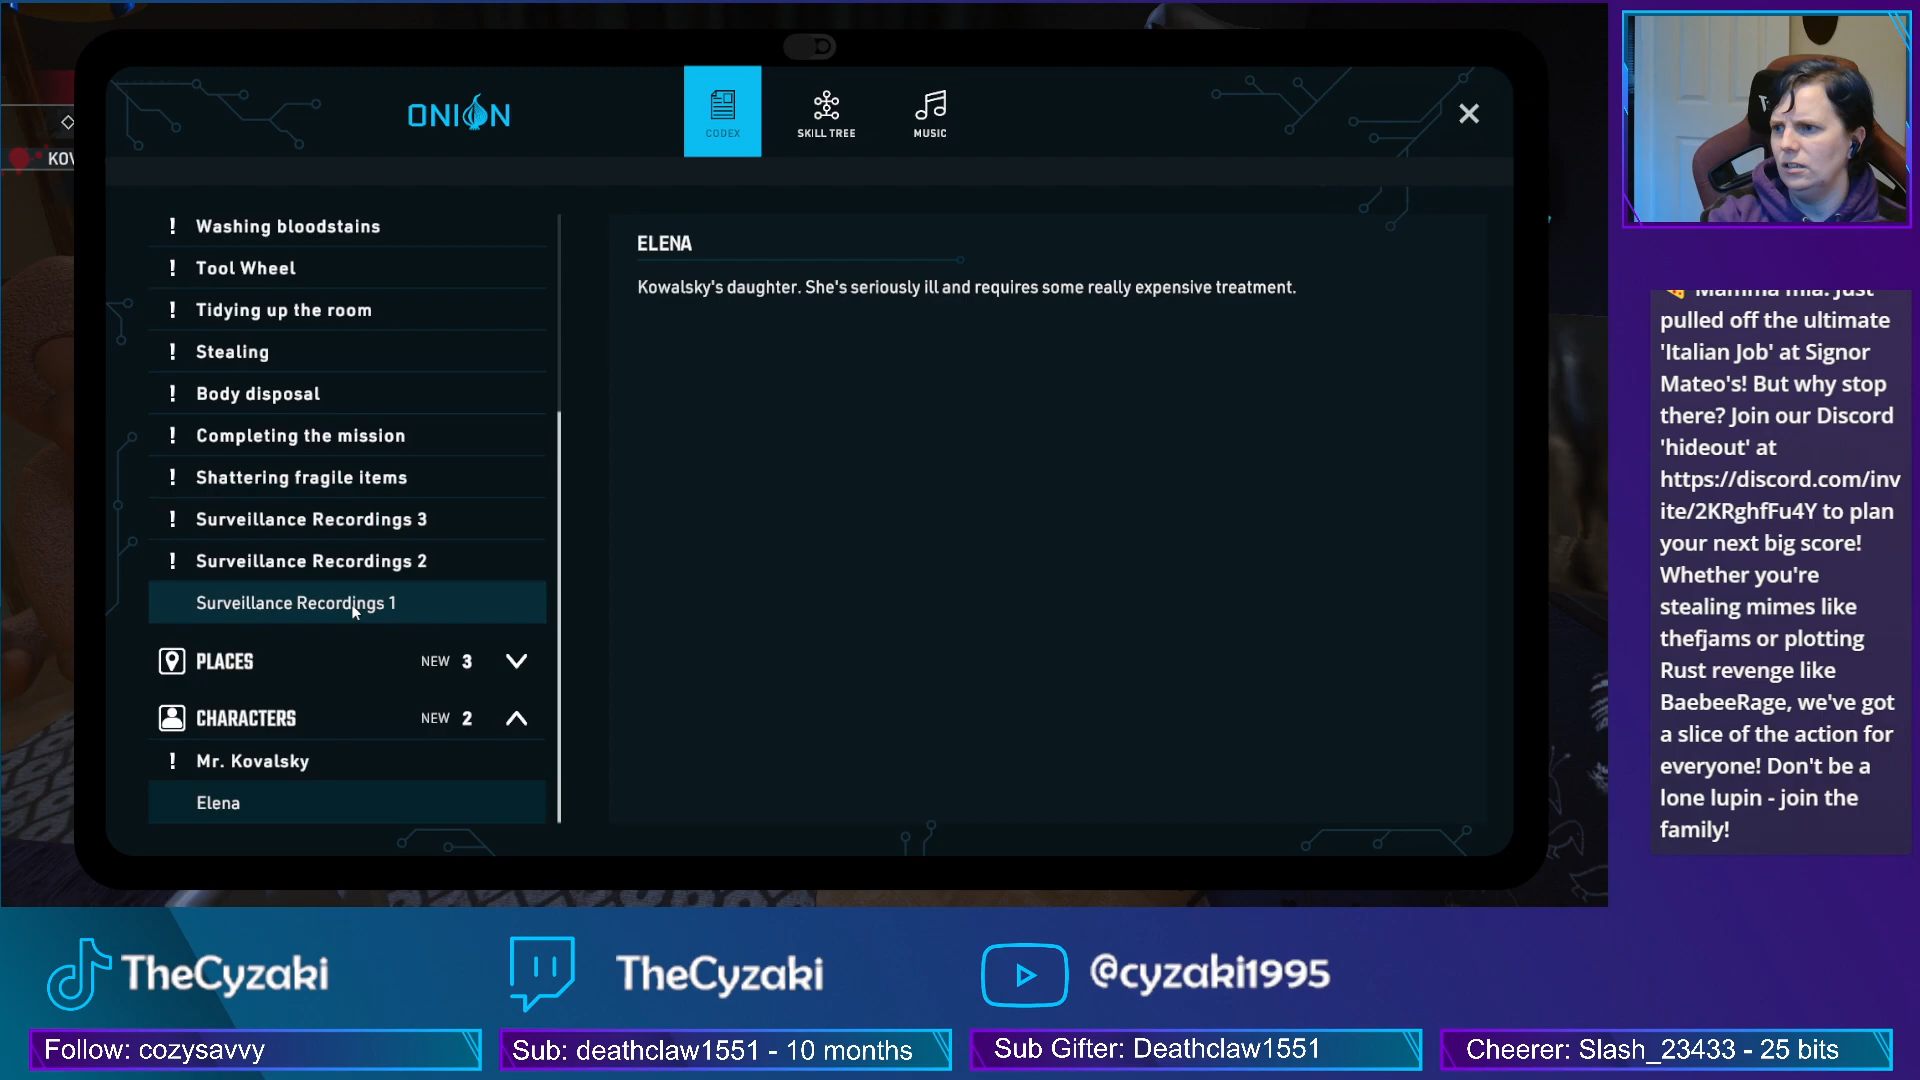 ONION
CODEX
SKILL TREE
MUSIC
KOV
! Washing bloodstains
! Tool Wheel
! Tidying up the room
! Stealing
! Body disposal
! Completing the mission
! Shattering fragile items
! Surveillance Recordings 3
! Surveillance Recordings 2
Surveillance Recordings 1
PLACES NEW 3
CHARACTERS NEW 2
! Mr. Kovalsky
Elena
ELENA
Kowalsky's daughter. She's seriously ill and requires some really expensive treatment.
Mamma mia! Just
pulled off the ultimate
'Italian Job' at Signor
Mateo's! But why stop
there? Join our Discord
'hideout' at
https://discord.com/inv
ite/2KRghfFu4Y to plan
your next big score!
Whether you're
stealing mimes like
thefjams or plotting
Rust revenge like
BaebeeRage, we've got
a slice of the action for
everyone! Don't be a
lone lupin - join the
family!
TheCyzaki
TheCyzaki
@cyzaki1995
Follow: cozysavvy
Sub: deathclaw1551 - 10 months
Sub Gifter: Deathclaw1551
Cheerer: Slash_23433 - 25 bits